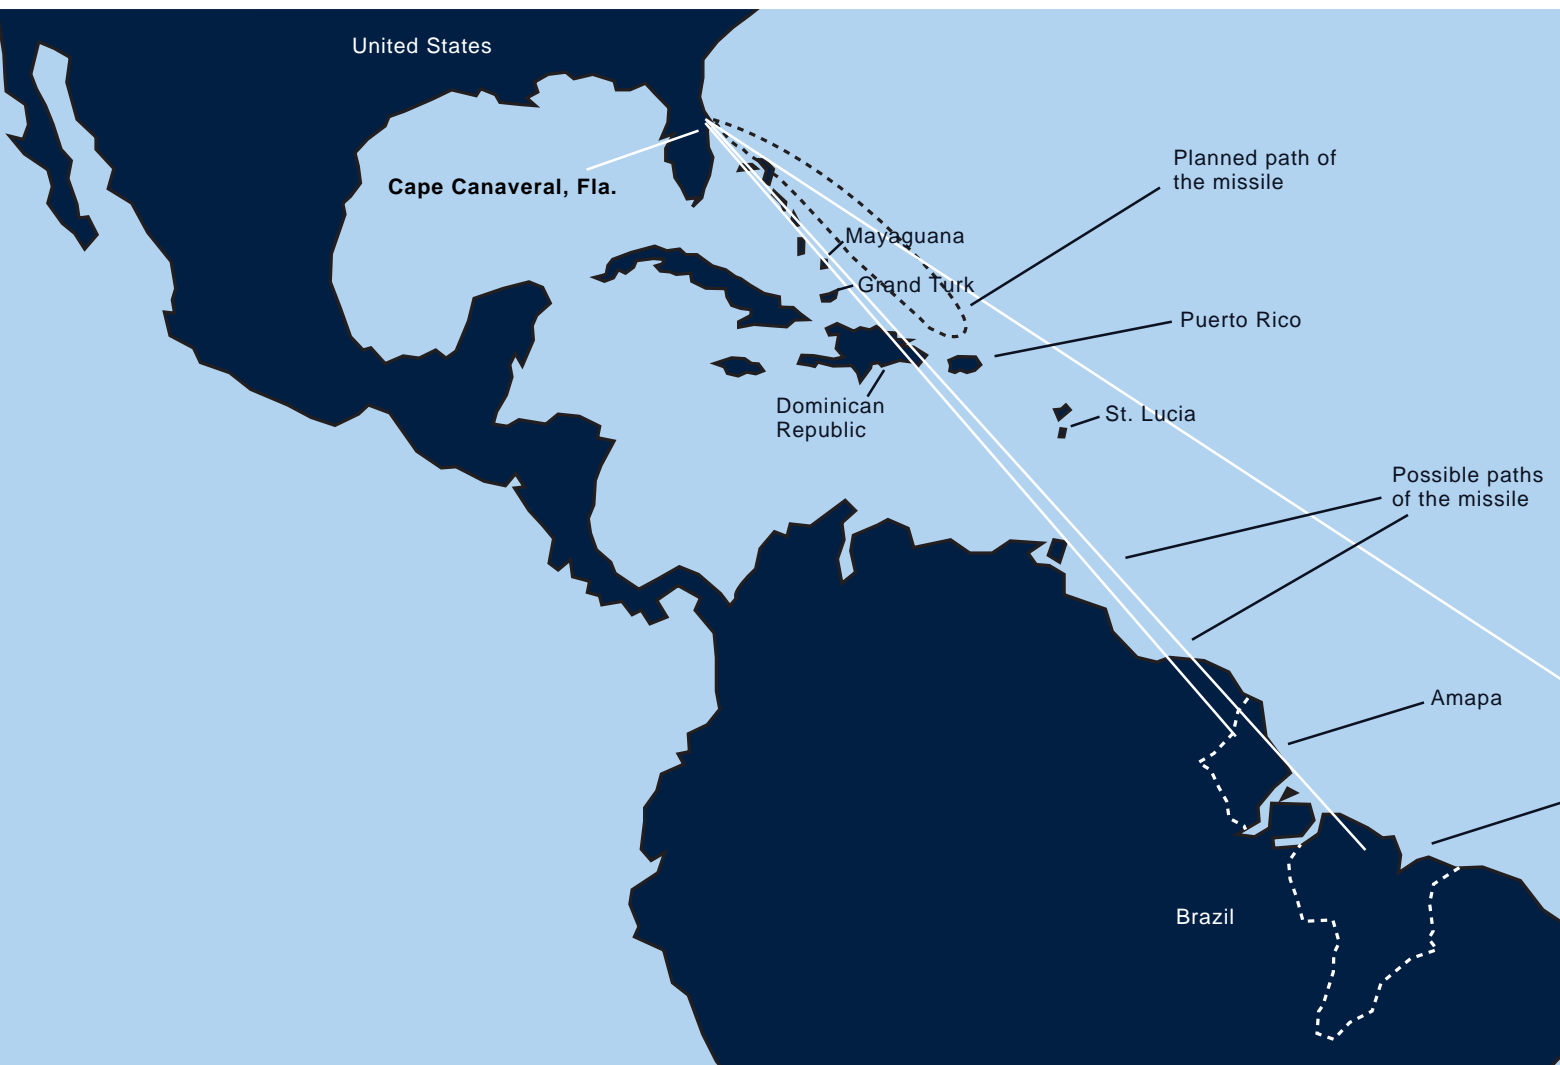 United States
Cape Canaveral, Fla.
Planned path of
the missile
Mayaguana
Grand Turk
Puerto Rico
Dominican
Republic
St. Lucia
Possible paths
of the missile
Amapa
Brazil